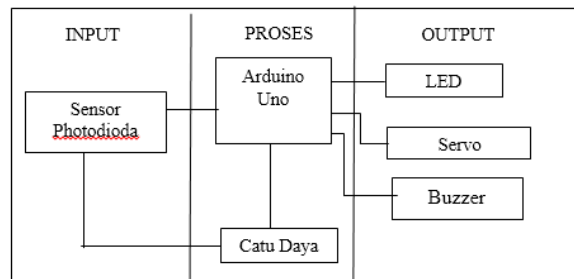 INPUT
PROSES
OUTPUT
Sensor
Photodioda
Arduino
Uno
LED
Servo
Buzzer
Catu Daya